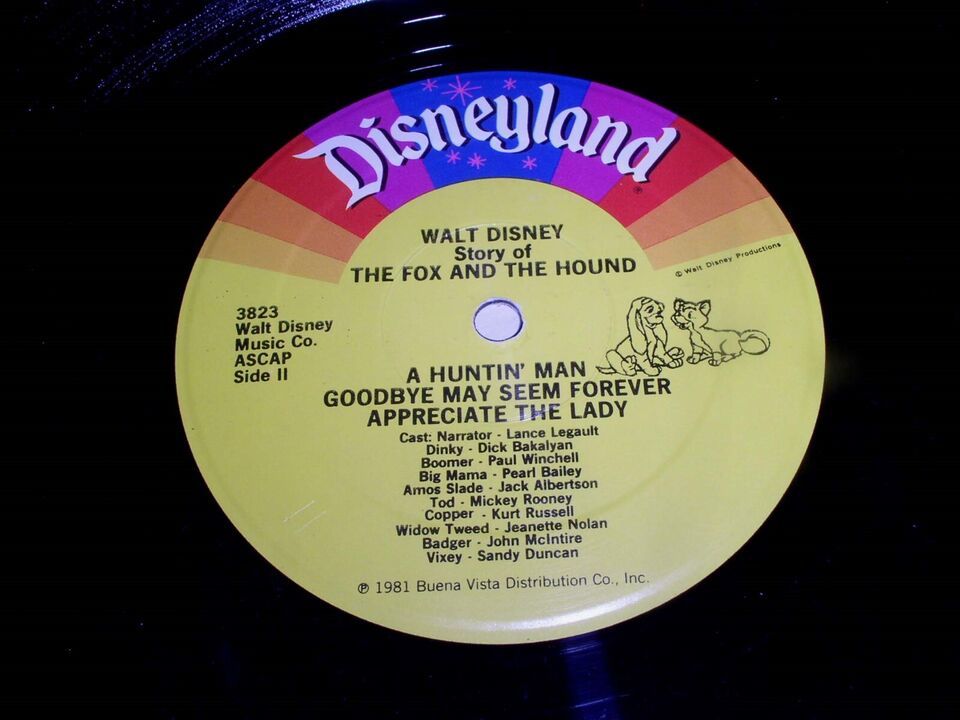 Disneyland
®
WALT DISNEY
Story of
THE FOX AND THE HOUND
© Walt Disney Productions
3823
Walt Disney
Music Co.
ASCAP
Side II
A HUNTIN' MAN
GOODBYE MAY SEEM FOREVER
APPRECIATE THE LADY
Cast: Narrator - Lance Legault
Dinky - Dick Bakalyan
Boomer - Paul Winchell
Big Mama - Pearl Bailey
Amos Slade - Jack Albertson
Tod - Mickey Rooney
Copper - Kurt Russell
Widow Tweed - Jeanette Nolan
Badger - John McIntire
Vixey - Sandy Duncan
℗ 1981 Buena Vista Distribution Co., Inc.